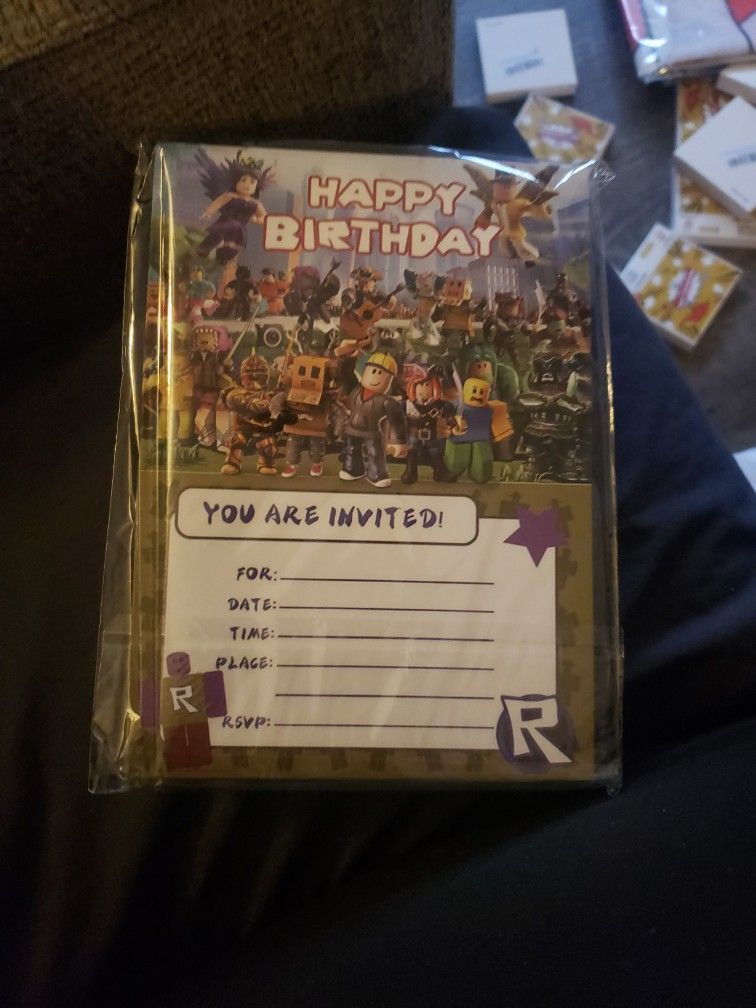 HAPPY
BIRTHDAY
YOU ARE INVITED!
FOR:
DATE:
TIME:
PLACE:
R
RSVP:
R